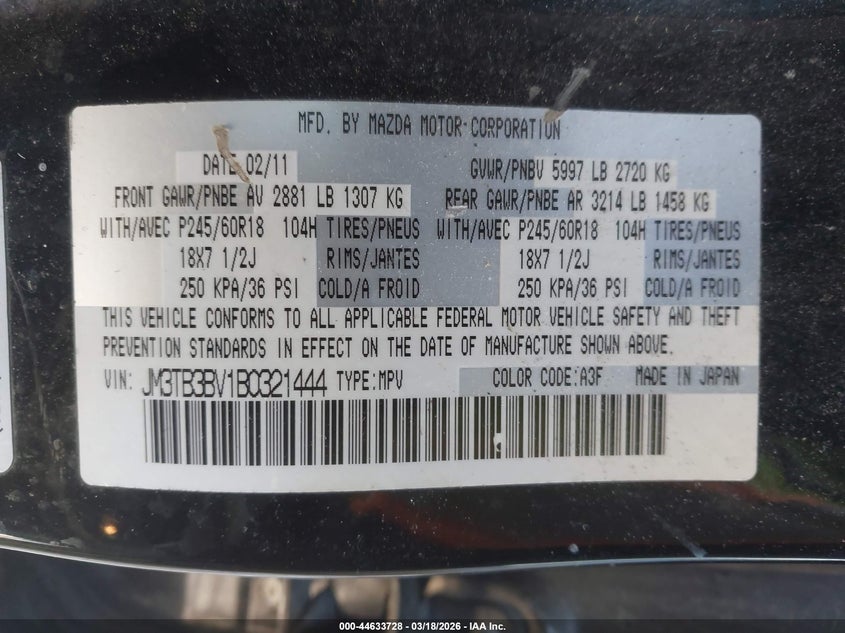 MFD. BY MAZDA MOTOR CORPORATION
DATE 02/11 GVWR/PNBV 5997 LB 2720 KG
FRONT GAWR/PNBE AV 2881 LB 1307 KG REAR GAWR/PNBE AR 3214 LB 1458 KG
WITH/AVEC P245/60R18 104H TIRES/PNEUS WITH/AVEC P245/60R18 104H TIRES/PNEUS
18X7 1/2J RIMS/JANTES 18X7 1/2J RIMS/JANTES
250 KPA/36 PSI COLD/A FROID 250 KPA/36 PSI COLD/A FROID
THIS VEHICLE CONFORMS TO ALL APPLICABLE FEDERAL MOTOR VEHICLE SAFETY AND THEFT
PREVENTION STANDARDS IN EFFECT ON THE DATE OF MANUFACTURE SHOWN ABOVE.
VIN: JM3TB3BV1B0321444 TYPE:MPV COLOR CODE:A3F MADE IN JAPAN
000-44633728 - 03/18/2026 - IAA Inc.